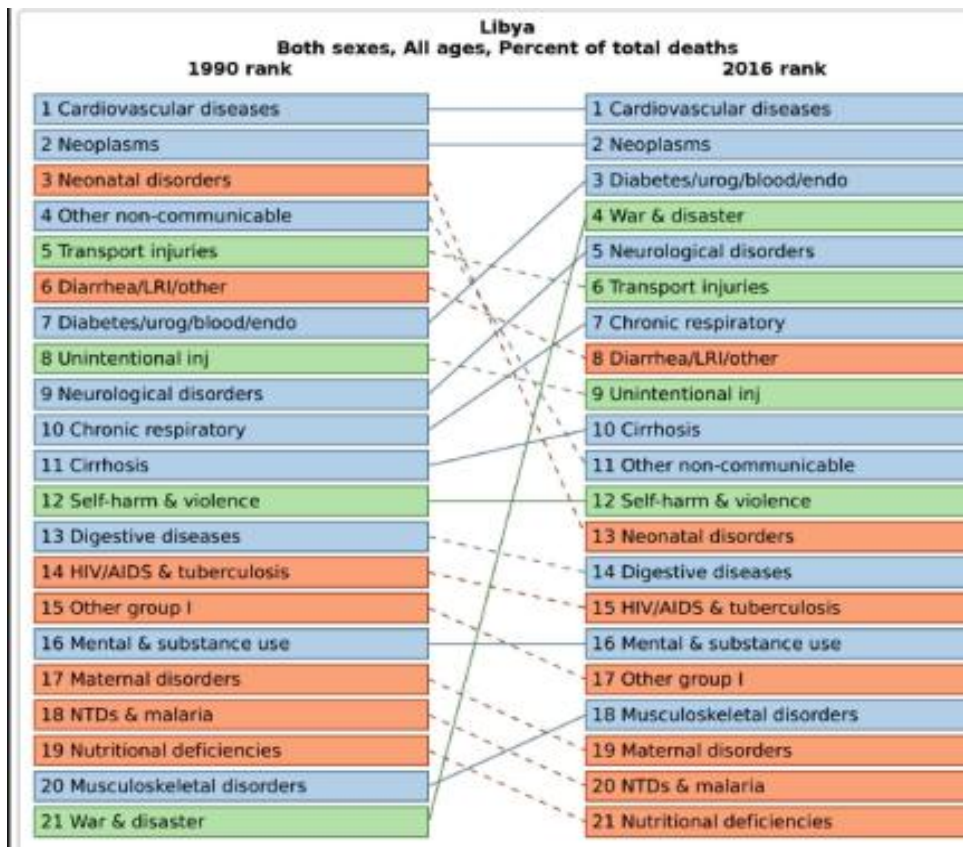 Libya
Both sexes, All ages, Percent of total deaths
1990 rank
2016 rank
1 Cardiovascular diseases
2 Neoplasms
3 Neonatal disorders
4 Other non-communicable
5 Transport injuries
6 Diarrhea/LRI/other
7 Diabetes/urog/blood/endo
8 Unintentional inj
9 Neurological disorders
10 Chronic respiratory
11 Cirrhosis
12 Self-harm & violence
13 Digestive diseases
14 HIV/AIDS & tuberculosis
15 Other group I
16 Mental & substance use
17 Maternal disorders
18 NTDs & malaria
19 Nutritional deficiencies
20 Musculoskeletal disorders
21 War & disaster
1 Cardiovascular diseases
2 Neoplasms
3 Diabetes/urog/blood/endo
4 War & disaster
5 Neurological disorders
6 Transport injuries
7 Chronic respiratory
8 Diarrhea/LRI/other
9 Unintentional inj
10 Cirrhosis
11 Other non-communicable
12 Self-harm & violence
13 Neonatal disorders
14 Digestive diseases
15 HIV/AIDS & tuberculosis
16 Mental & substance use
17 Other group I
18 Musculoskeletal disorders
19 Maternal disorders
20 NTDs & malaria
21 Nutritional deficiencies